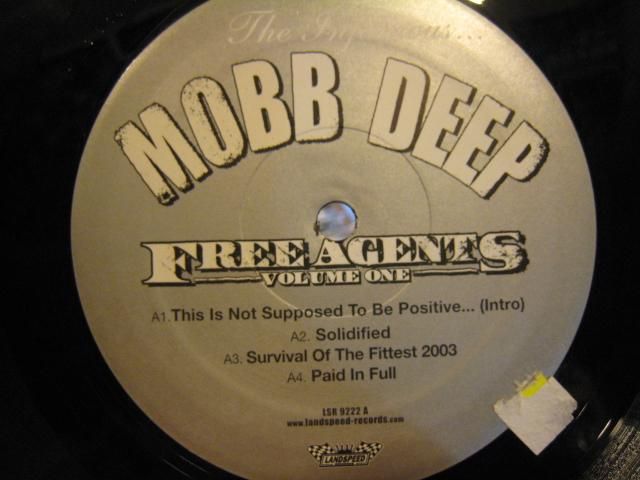 The Infamous...
MOBB DEEP
FREE AGENTS
VOLUME ONE
A1. This Is Not Supposed To Be Positive... (Intro)
A2. Solidified
A3. Survival Of The Fittest 2003
A4. Paid In Full
LSR 9222 A
www.landspeed-records.com
LANDSPEED